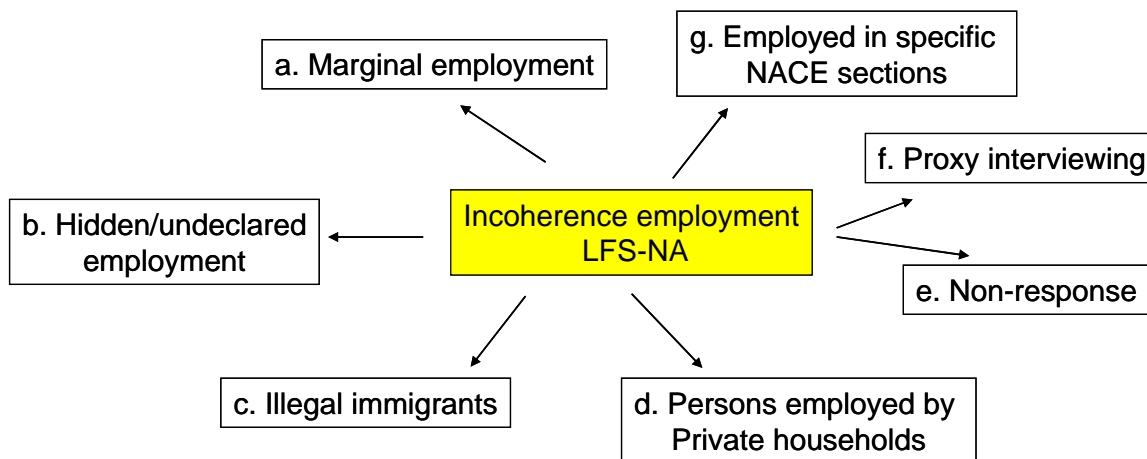 a. Marginal employment
g. Employed in specific
NACE sections
f. Proxy interviewing
b. Hidden/undeclared
employment
Incoherence employment
LFS-NA
e. Non-response
c. Illegal immigrants
d. Persons employed by
Private households